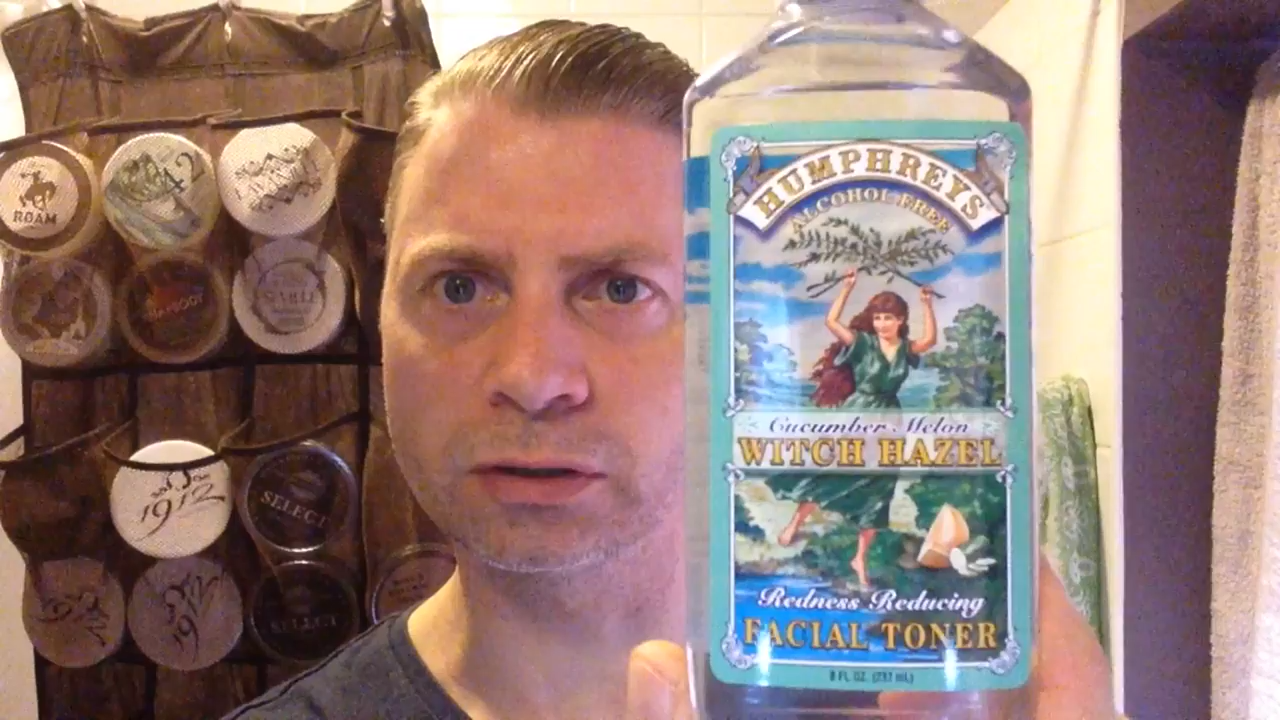 ROAM
42
1912
SELECT
1912
SELECT
HUMPHREYS
ALCOHOL FREE
Cucumber Melon
WITCH HAZEL
Redness Reducing
FACIAL TONER
8 FL. OZ. (237 mL)